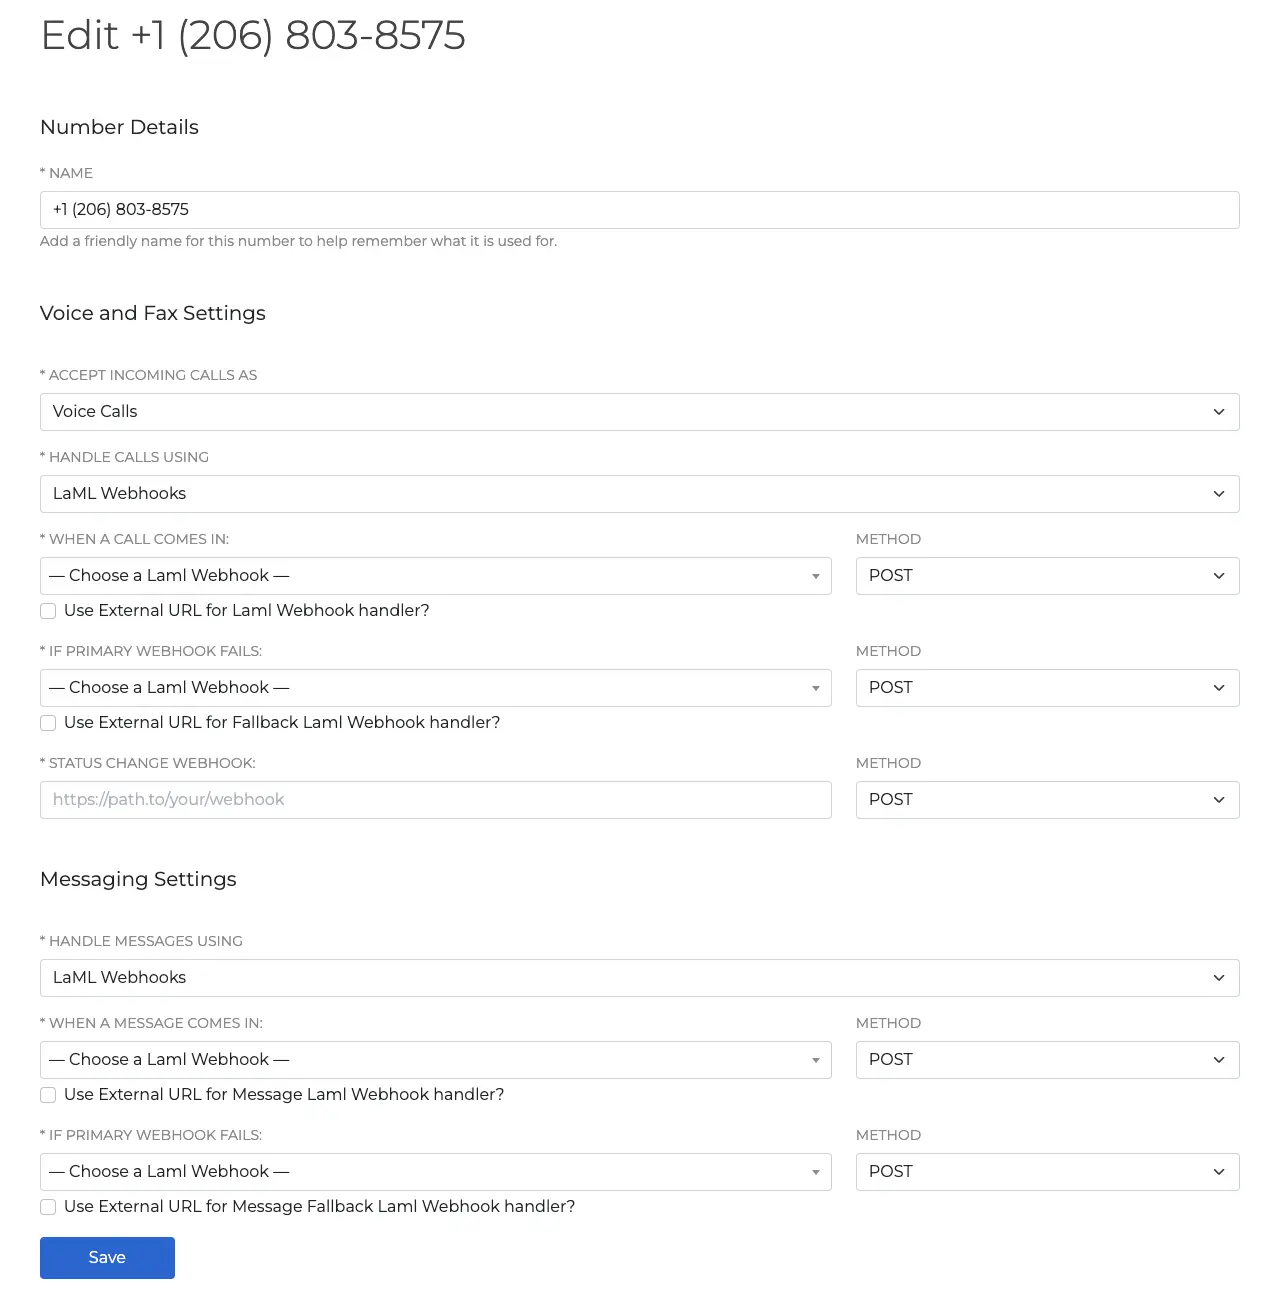 Edit +1 (206) 803-8575
Number Details
* NAME
+1 (206) 803-8575
Add a friendly name for this number to help remember what it is used for.
Voice and Fax Settings
* ACCEPT INCOMING CALLS AS
Voice Calls
* HANDLE CALLS USING
LaML Webhooks
* WHEN A CALL COMES IN: METHOD
— Choose a Laml Webhook — POST
Use External URL for Laml Webhook handler?
* IF PRIMARY WEBHOOK FAILS: METHOD
— Choose a Laml Webhook — POST
Use External URL for Fallback Laml Webhook handler?
* STATUS CHANGE WEBHOOK: METHOD
https://path.to/your/webhook POST
Messaging Settings
* HANDLE MESSAGES USING
LaML Webhooks
* WHEN A MESSAGE COMES IN: METHOD
— Choose a Laml Webhook — POST
Use External URL for Message Laml Webhook handler?
* IF PRIMARY WEBHOOK FAILS: METHOD
— Choose a Laml Webhook — POST
Use External URL for Message Fallback Laml Webhook handler?
Save